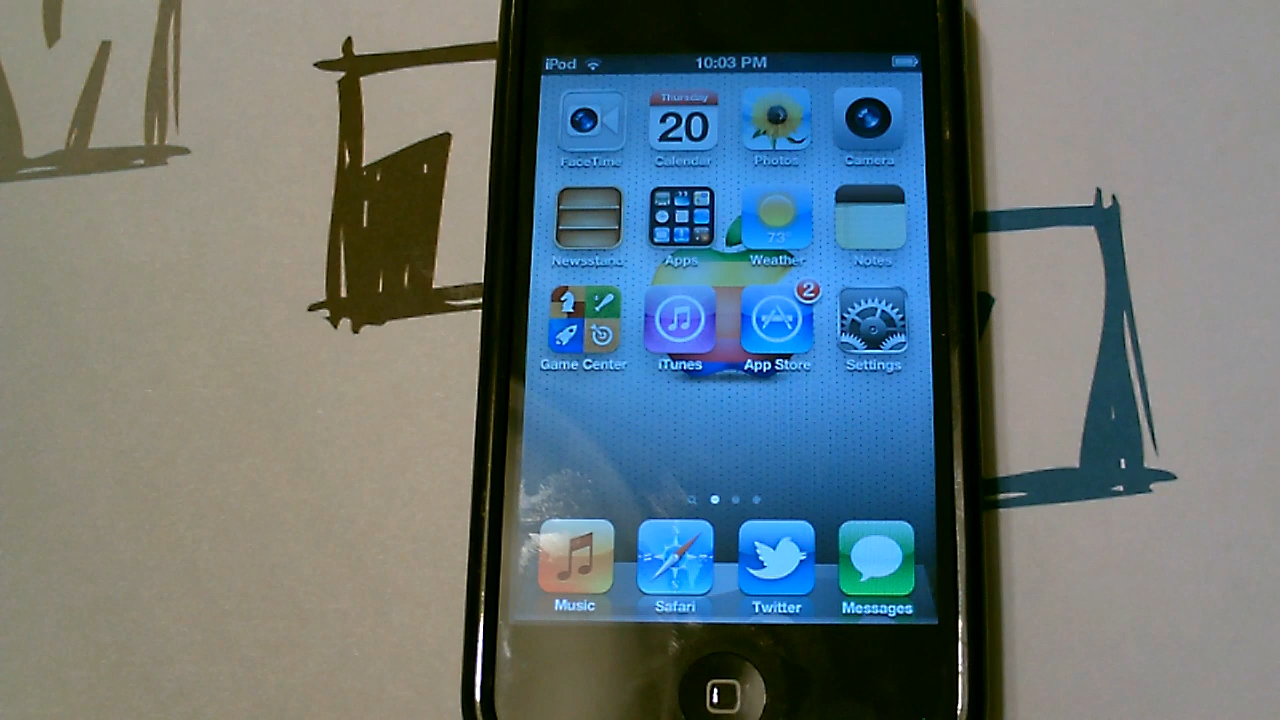 iPod 10:03 PM
Thursday
20
FaceTime Calendar Photos Camera
73°
Newsstand Apps Weather Notes
2
Game Center iTunes App Store Settings
Music Safari Twitter Messages